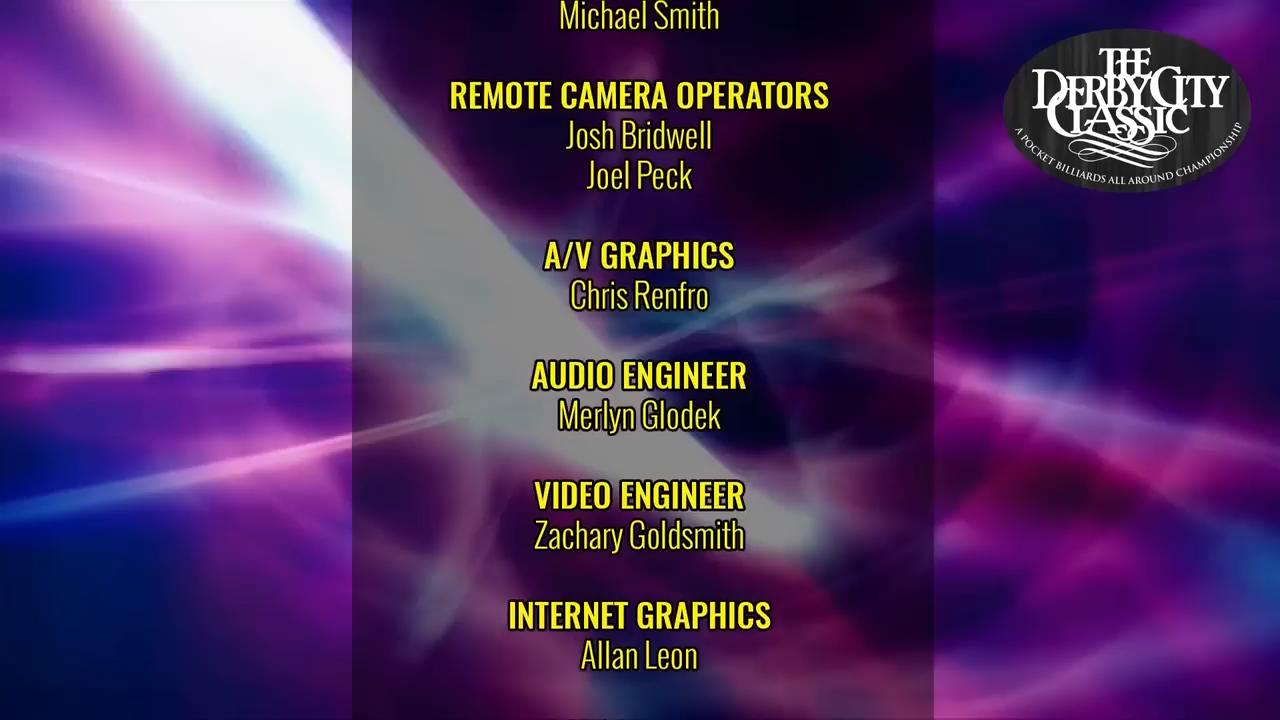 Michael Smith
REMOTE CAMERA OPERATORS
Josh Bridwell
Joel Peck
A/V GRAPHICS
Chris Renfro
AUDIO ENGINEER
Merlyn Glodek
VIDEO ENGINEER
Zachary Goldsmith
INTERNET GRAPHICS
Allan Leon
THE
DERBY CITY
CLASSIC
A POCKET BILLIARDS ALL AROUND CHAMPIONSHIP